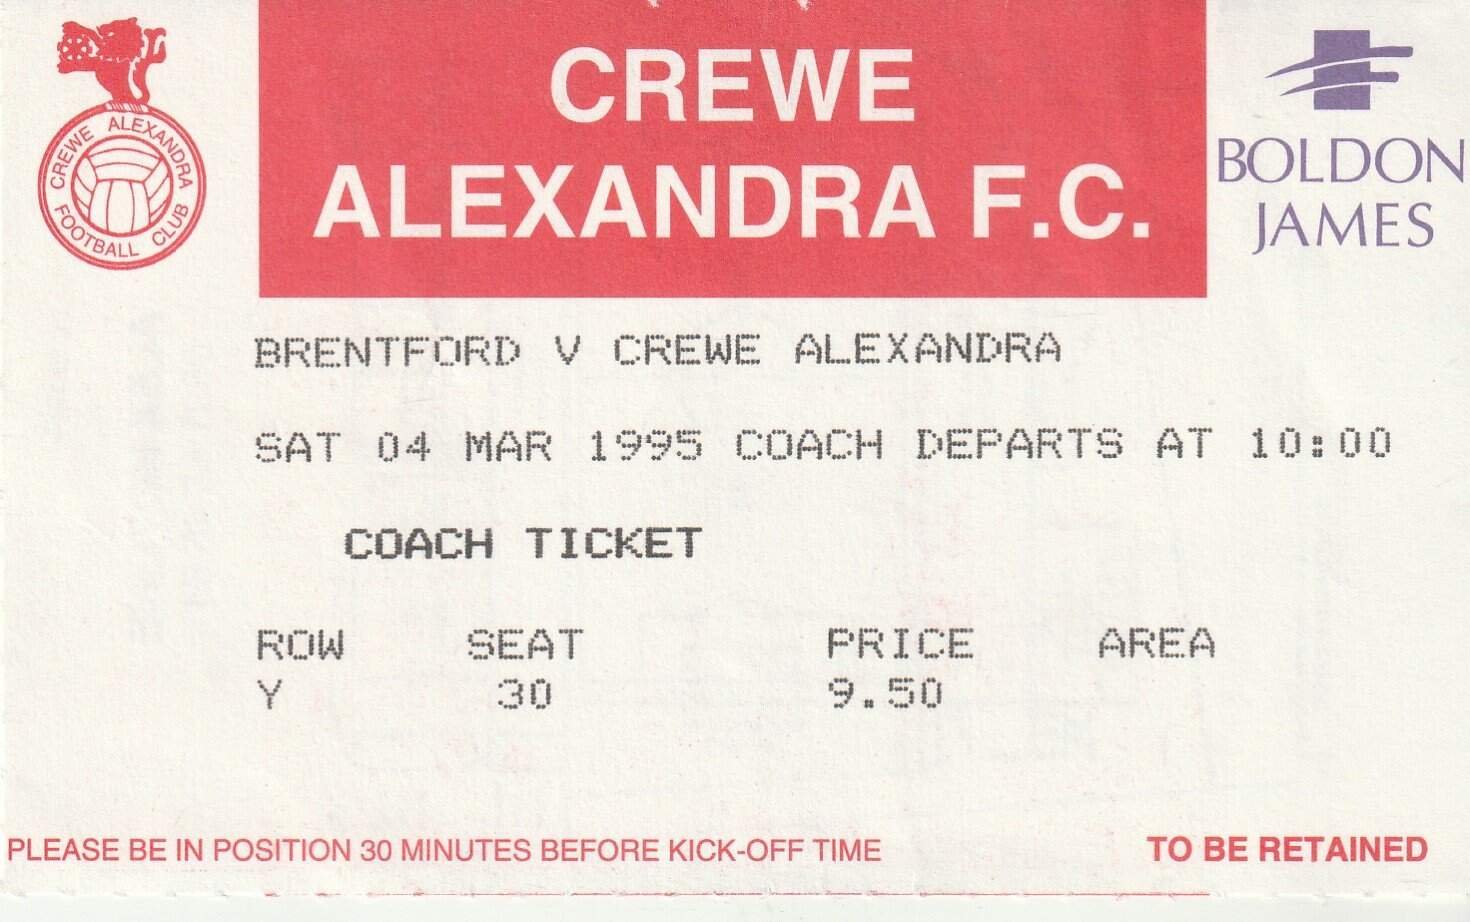 CREWE
ALEXANDRA F.C.
CREWE ALEXANDRA
FOOTBALL CLUB
BOLDON
JAMES
BRENTFORD V CREWE ALEXANDRA
SAT 04 MAR 1995 COACH DEPARTS AT 10:00
COACH TICKET
ROW SEAT PRICE AREA
Y 30 9.50
PLEASE BE IN POSITION 30 MINUTES BEFORE KICK-OFF TIME TO BE RETAINED